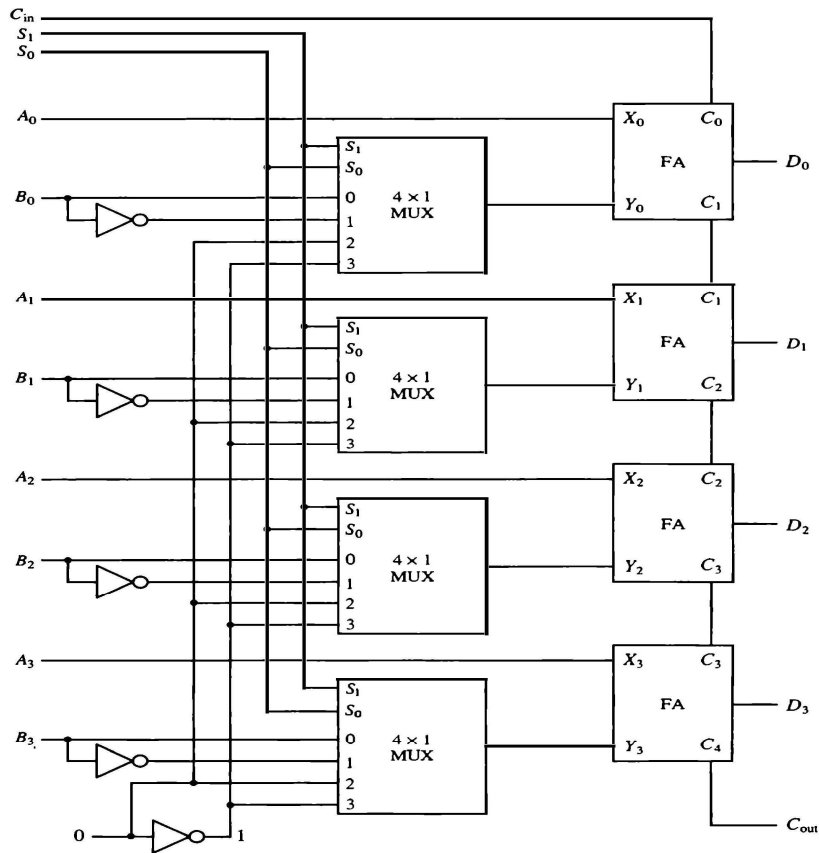 C_in
S_1
S_0
A_0 X_0 C_0
S_1
S_0 FA D_0
B_0 0 4 × 1
1 MUX Y_0 C_1
2
3
A_1 X_1 C_1
S_1
S_0 FA D_1
B_1 0 4 × 1
1 MUX Y_1 C_2
2
3
A_2 X_2 C_2
S_1
S_0 FA D_2
B_2 0 4 × 1
1 MUX Y_2 C_3
2
3
A_3 X_3 C_3
S_1
S_0 FA D_3
B_3 0 4 × 1
1 MUX Y_3 C_4
2
3
0 1 C_out